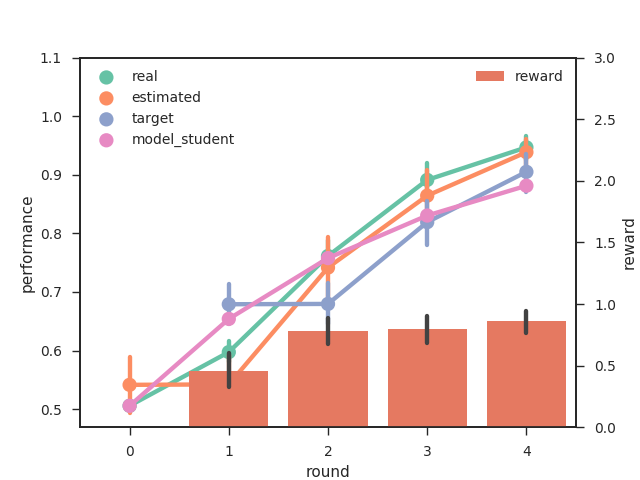 1.1
1.0
0.9
0.8
0.7
0.6
0.5
performance
real
estimated
target
model_student
reward
3.0
2.5
2.0
1.5
1.0
0.5
0.0
reward
0 1 2 3 4
round